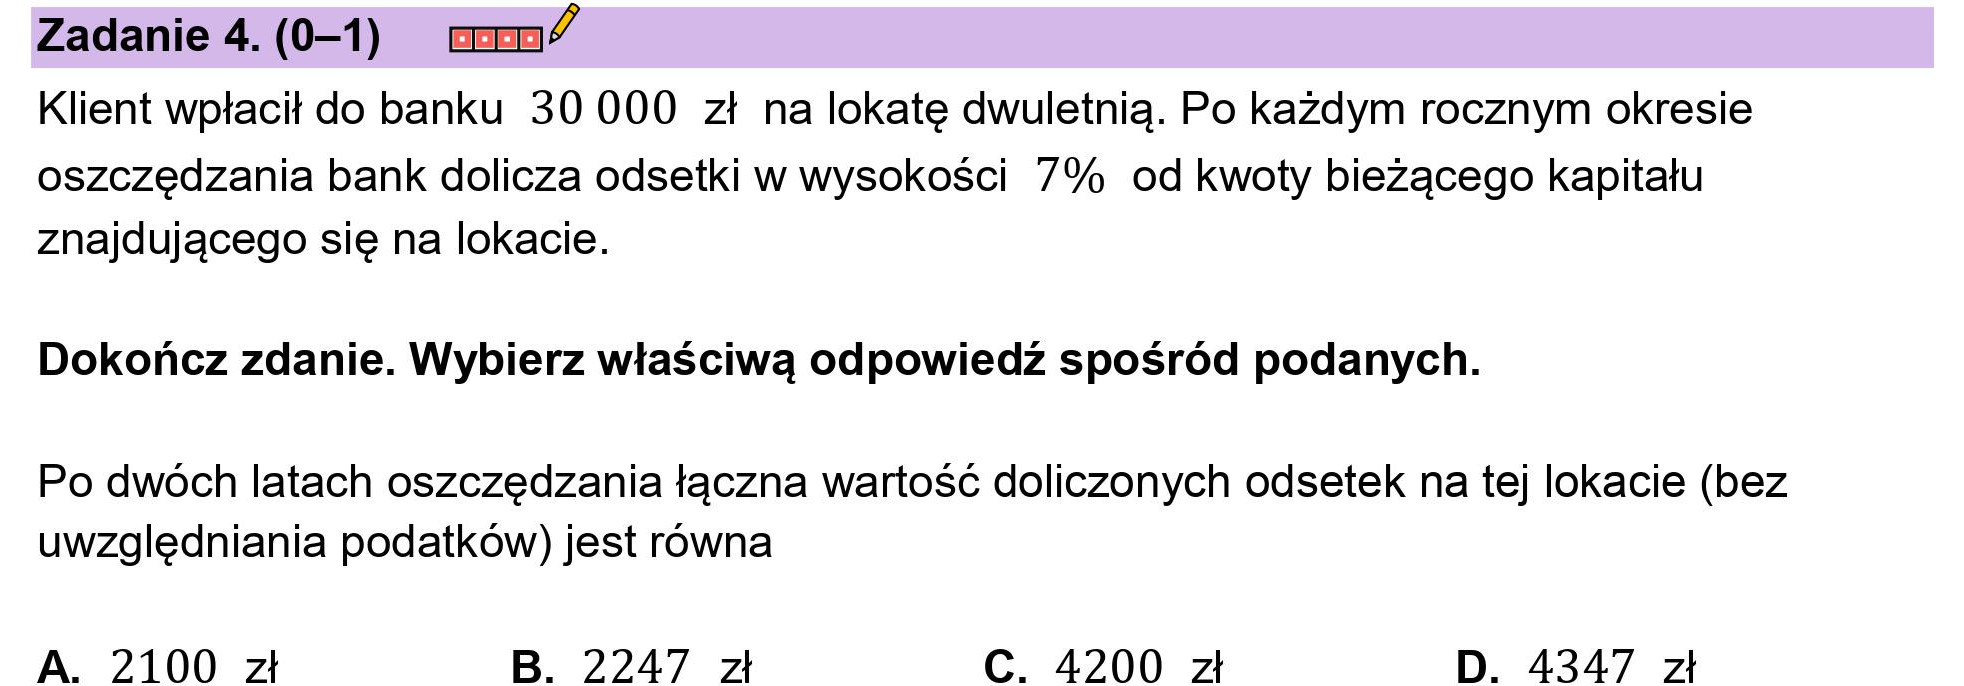 Zadanie 4. (0–1)
Klient wpłacił do banku 30 000 zł na lokatę dwuletnią. Po każdym rocznym okresie
oszczędzania bank dolicza odsetki w wysokości 7% od kwoty bieżącego kapitału
znajdującego się na lokacie.
Dokończ zdanie. Wybierz właściwą odpowiedź spośród podanych.
Po dwóch latach oszczędzania łączna wartość doliczonych odsetek na tej lokacie (bez
uwzględniania podatków) jest równa
A. 2100 zł B. 2247 zł C. 4200 zł D. 4347 zł